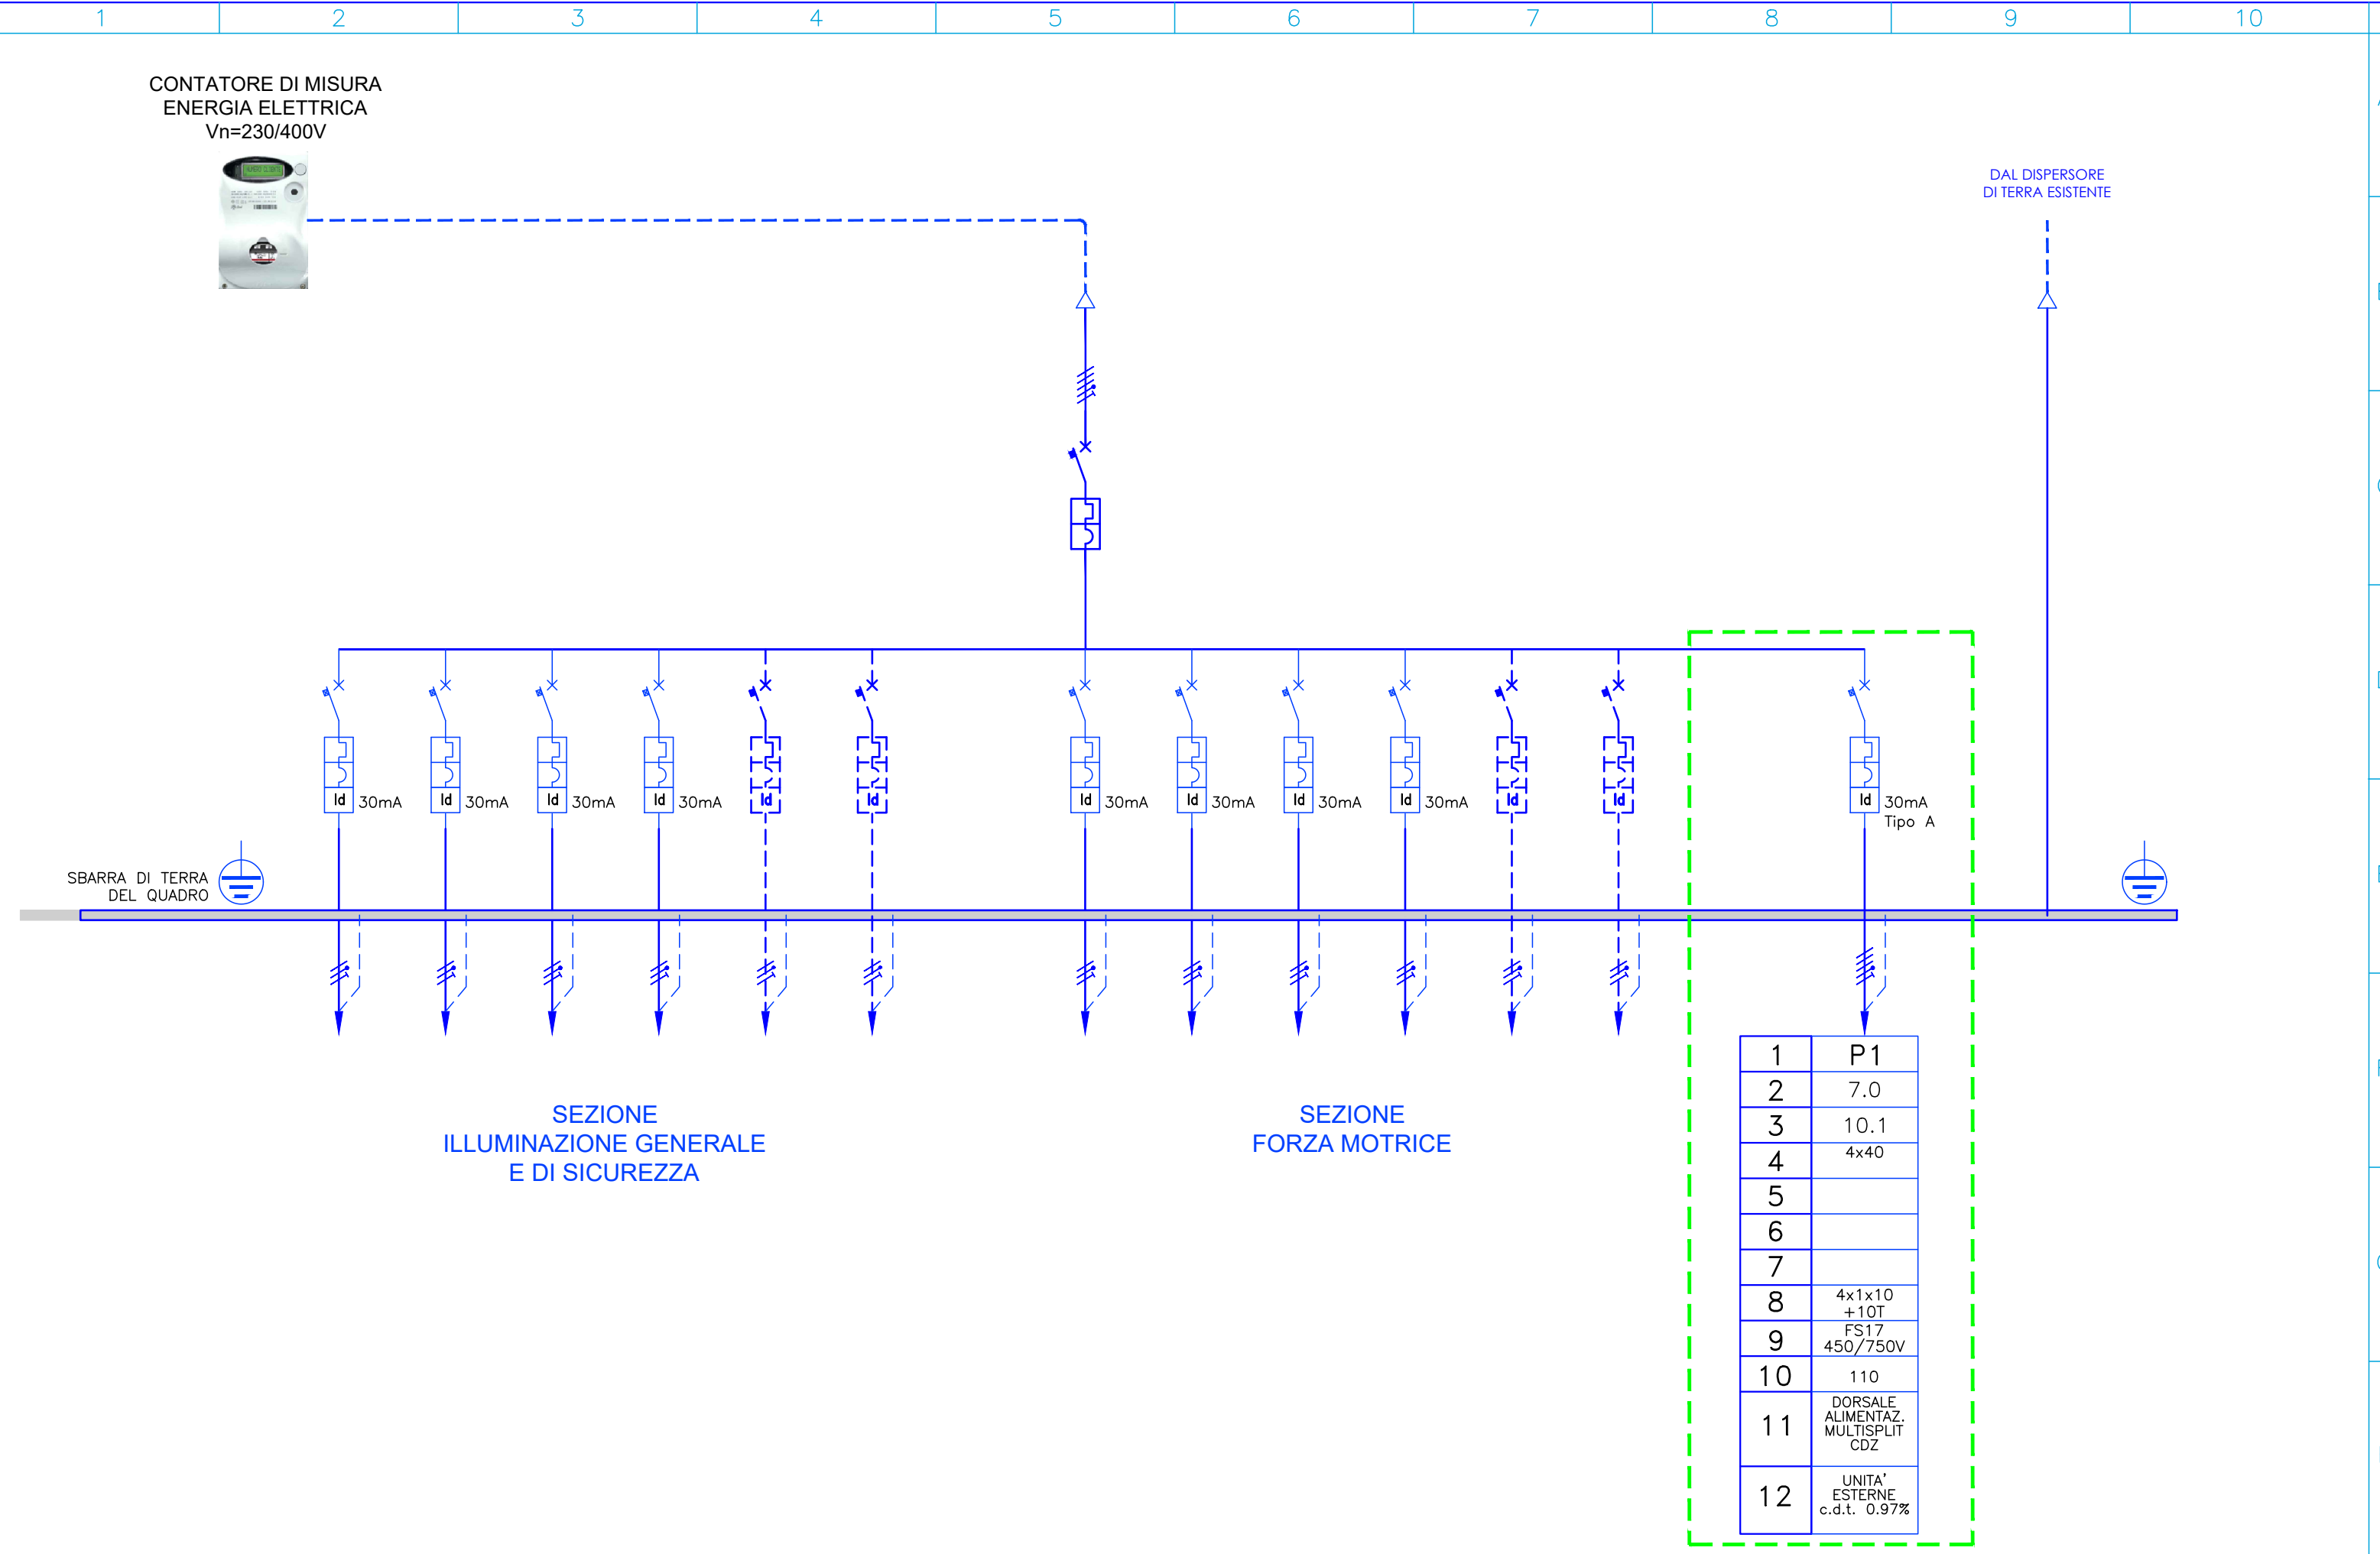 1 2 3 4 5 6 7 8 9 10
CONTATORE DI MISURA
ENERGIA ELETTRICA
Vn=230/400V
DAL DISPERSORE
DI TERRA ESISTENTE
Id 30mA Id 30mA Id 30mA Id 30mA Id Id Id 30mA Id 30mA Id 30mA Id 30mA Id Id Id 30mA
Tipo A
SBARRA DI TERRA
DEL QUADRO
SEZIONE
ILLUMINAZIONE GENERALE
E DI SICUREZZA
SEZIONE
FORZA MOTRICE
1 P1
2 7.0
3 10.1
4 4x40
5
6
7
8 4x1x10
+10T
9 FS17
450/750V
10 110
11 DORSALE
ALIMENTAZ.
MULTISPLIT
CDZ
12 UNITA'
ESTERNE
c.d.t. 0.97%